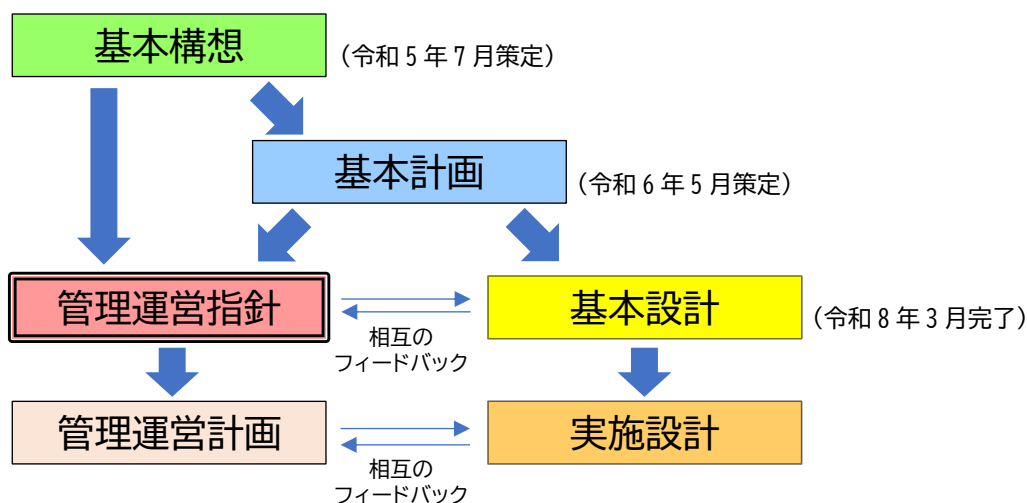 基本構想
（令和5年7月策定）
基本計画
（令和6年5月策定）
管理運営指針
相互の
フィードバック
基本設計
（令和8年3月完了）
管理運営計画
相互の
フィードバック
実施設計